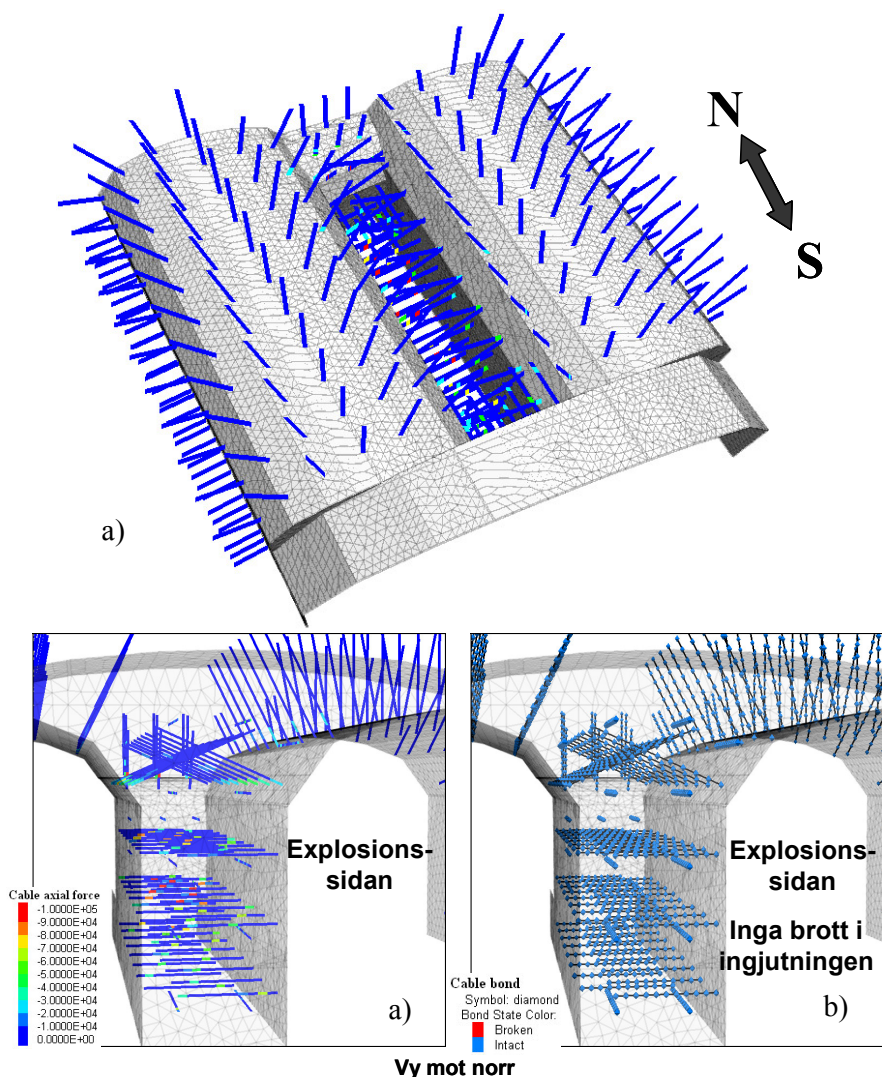 N
S
a)
Explosions-
sidan
Cable axial force
-1.0000E+05
-9.0000E+04
-8.0000E+04
-7.0000E+04
-6.0000E+04
-5.0000E+04
-4.0000E+04
-3.0000E+04
-2.0000E+04
-1.0000E+04
0.0000E+00
a)
Explosions-
sidan
Inga brott i
ingjutningen
Cable bond
Symbol: diamond
Bond State Color:
Broken
Intact
b)
Vy mot norr